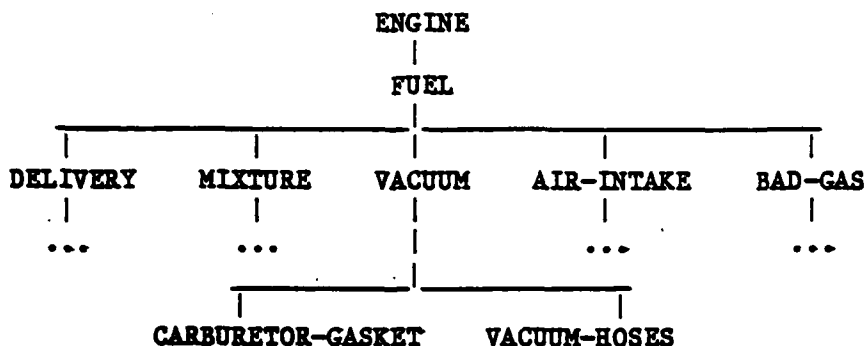 ENGINE
FUEL
DELIVERY MIXTURE VACUUM AIR-INTAKE BAD-GAS
... ... ... ...
CARBURETOR-GASKET VACUUM-HOSES